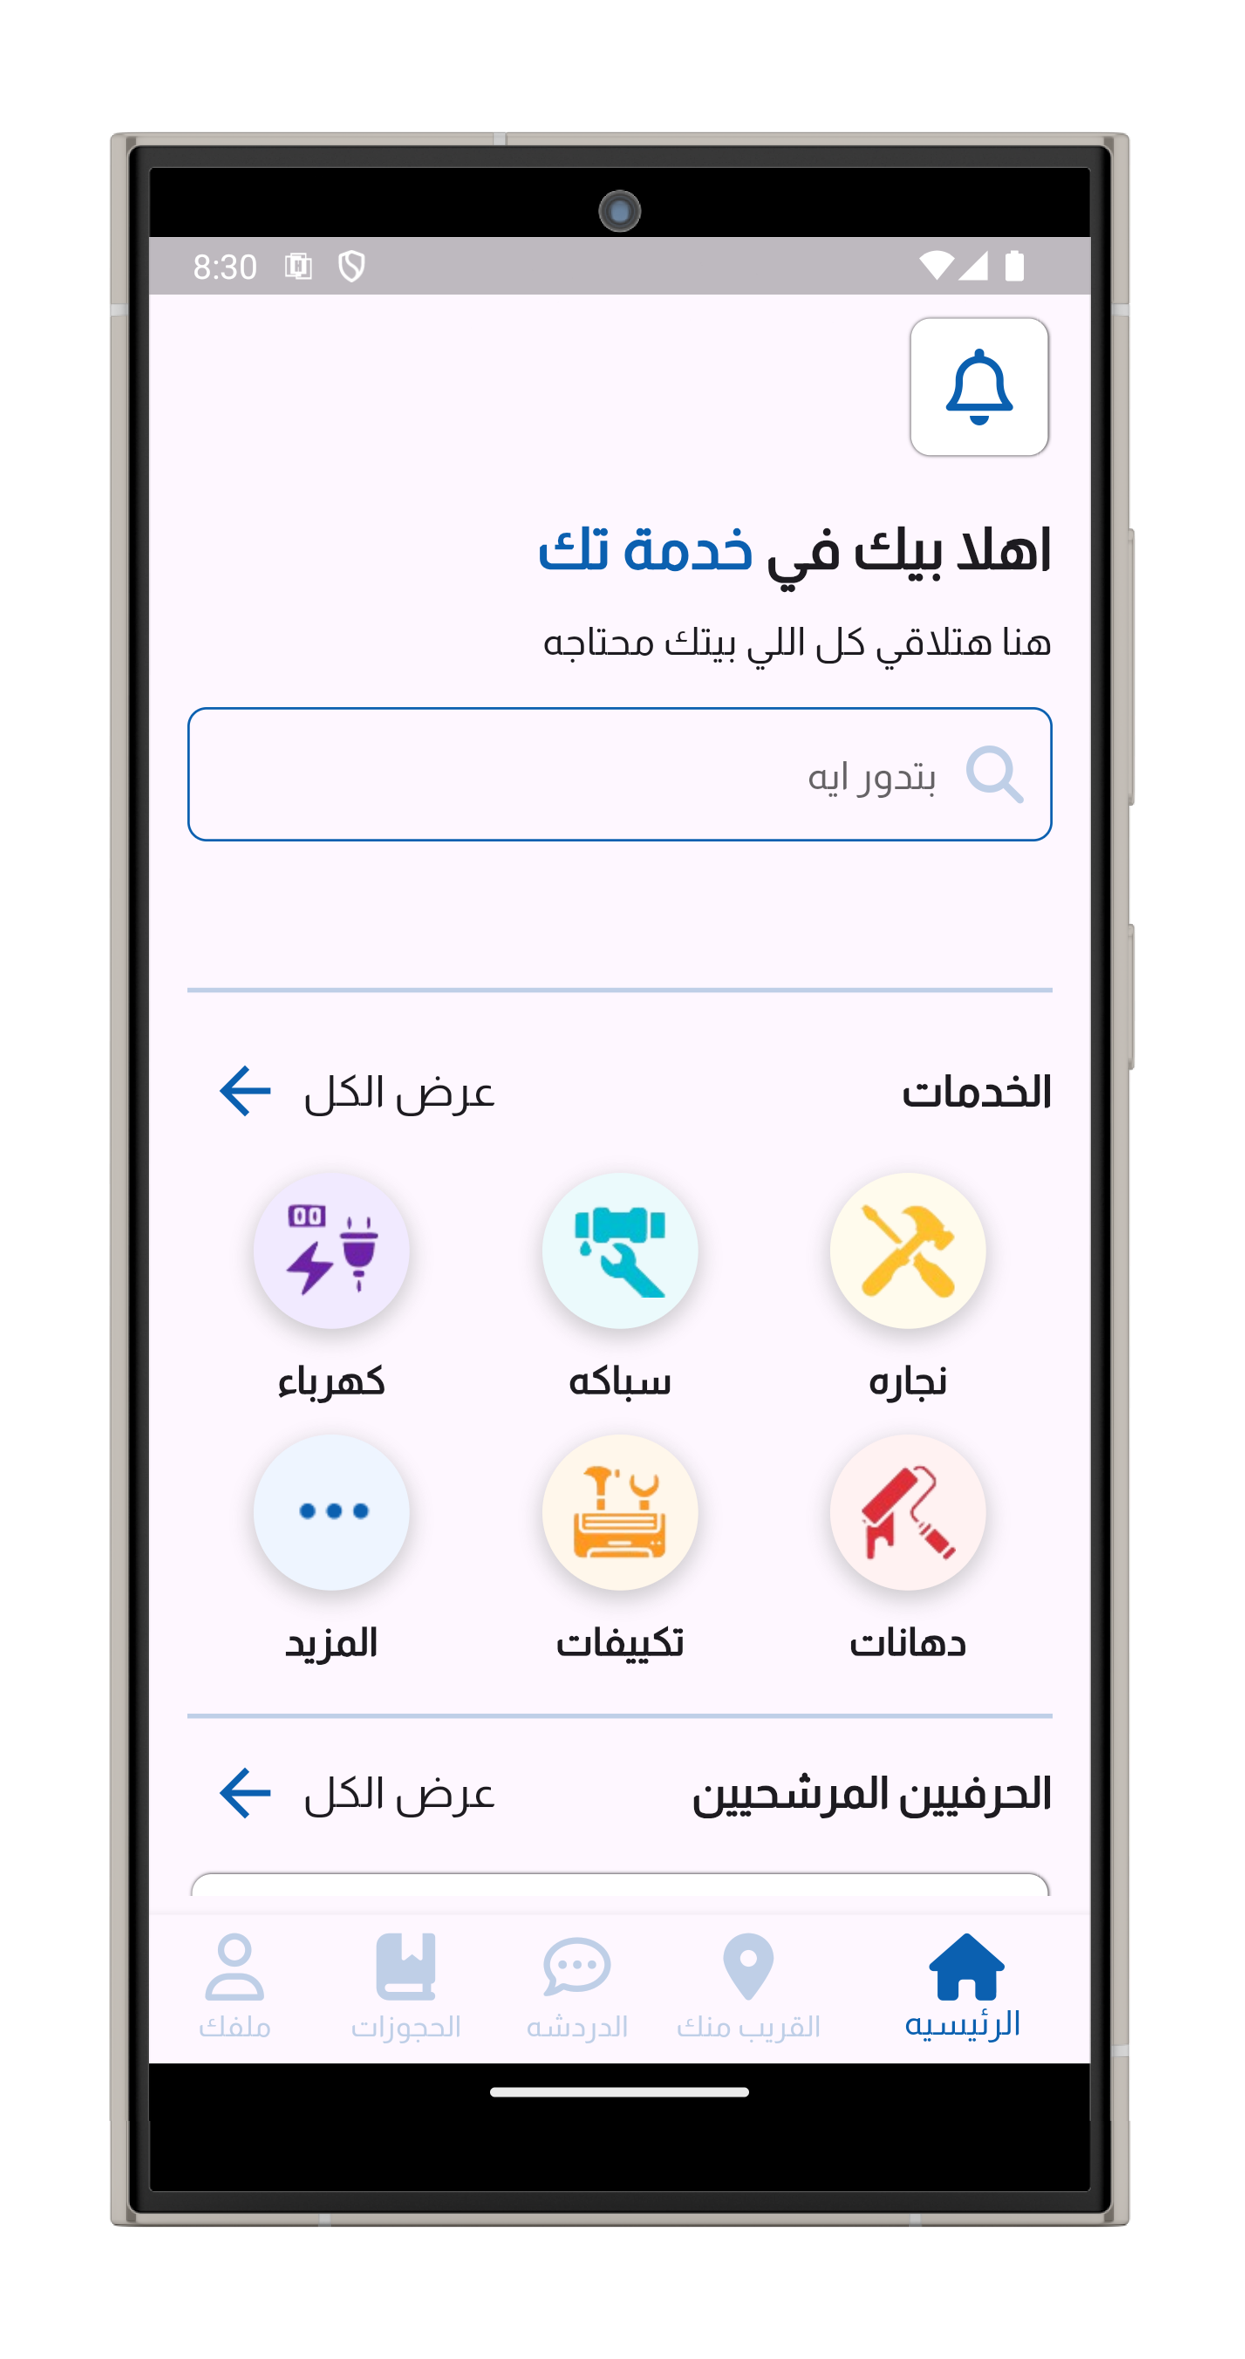 8:30
اهلا بيك في خدمة تك
هنا هتلاقي كل اللي بيتك محتاجه
بتدور ايه
الخدمات
عرض الكل
نجاره
سباكه
00
كهرباء
دهانات
تكييفات
المزيد
الحرفيين المرشحيين
عرض الكل
الرئيسيه
القريب منك
الدردشه
الحجوزات
ملفك